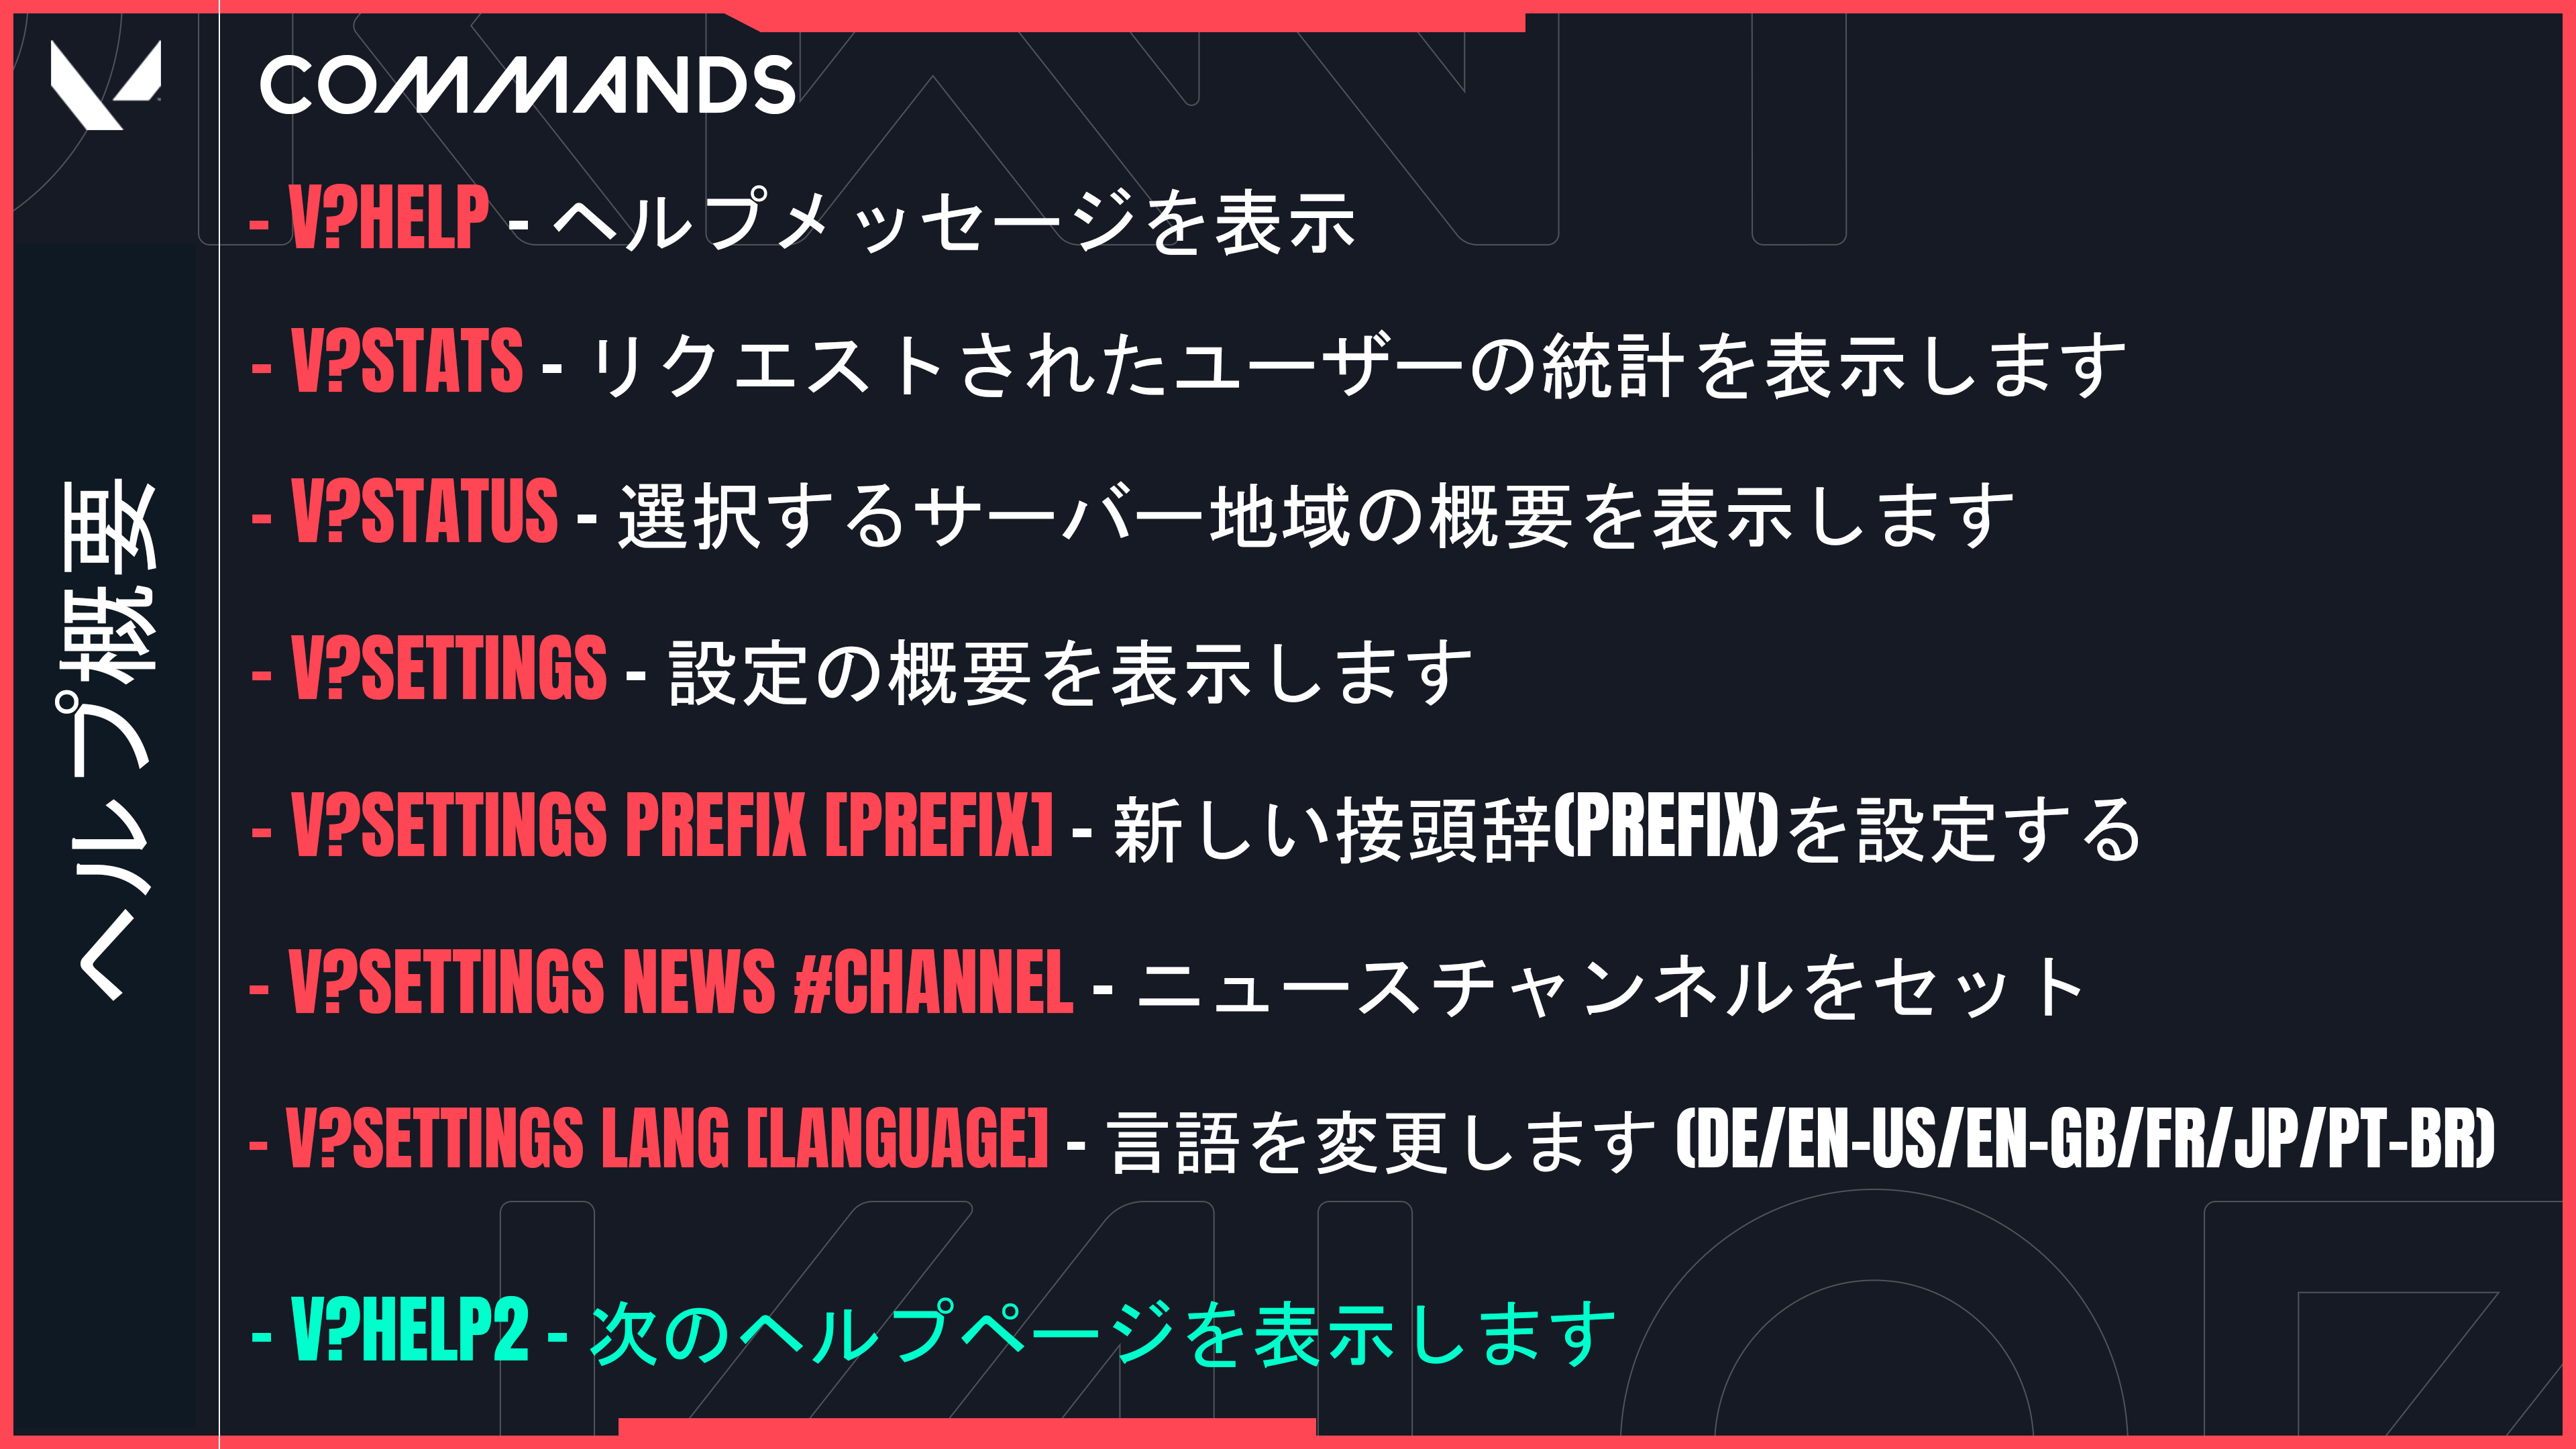 COMMANDS
- V?HELP - ヘルプメッセージを表示
- V?STATS - リクエストされたユーザーの統計を表示します
- V?STATUS - 選択するサーバー地域の概要を表示します
- V?SETTINGS - 設定の概要を表示します
- V?SETTINGS PREFIX [PREFIX] - 新しい接頭辞(PREFIX)を設定する
- V?SETTINGS NEWS #CHANNEL - ニュースチャンネルをセット
- V?SETTINGS LANG [LANGUAGE] - 言語を変更します (DE/EN-US/EN-GB/FR/JP/PT-BR)
- V?HELP2 - 次のヘルプページを表示します
ヘルプ概要